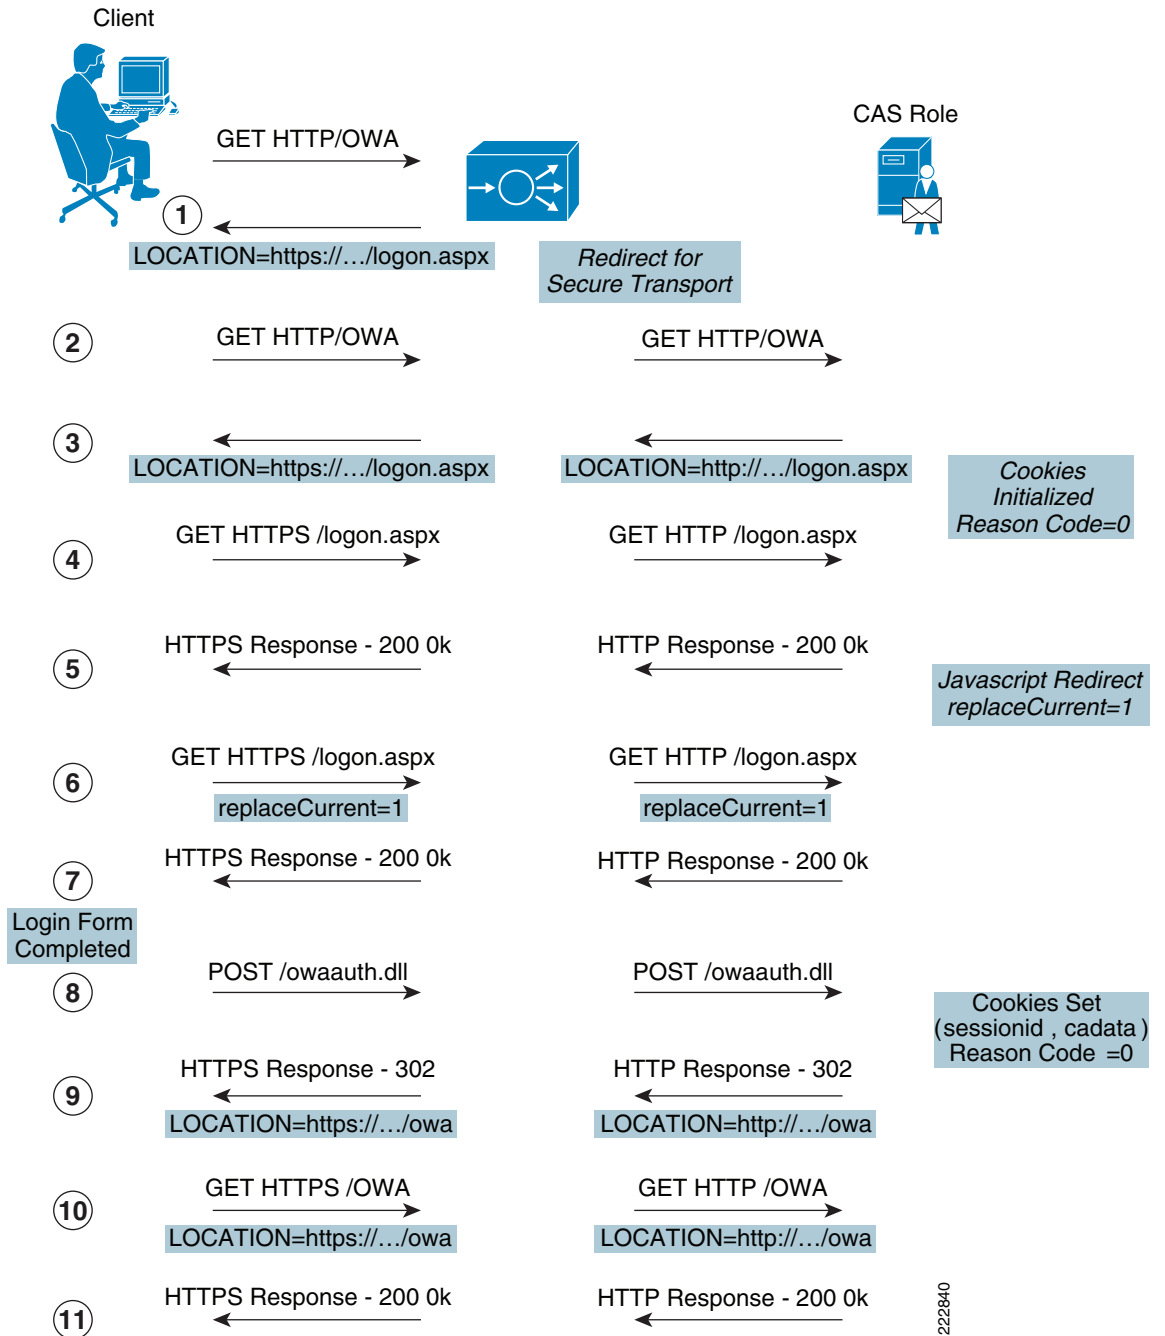 Client
CAS Role
GET HTTP/OWA
1
LOCATION=https://.../logon.aspx
Redirect for
Secure Transport
2
GET HTTP/OWA
GET HTTP/OWA
3
LOCATION=https://.../logon.aspx
LOCATION=http://.../logon.aspx
Cookies
Initialized
Reason Code=0
4
GET HTTPS /logon.aspx
GET HTTP /logon.aspx
5
HTTPS Response - 200 0k
HTTP Response - 200 0k
Javascript Redirect
replaceCurrent=1
6
GET HTTPS /logon.aspx
GET HTTP /logon.aspx
replaceCurrent=1
replaceCurrent=1
7
HTTPS Response - 200 0k
HTTP Response - 200 0k
Login Form
Completed
8
POST /owaauth.dll
POST /owaauth.dll
Cookies Set
(sessionid , cadata )
Reason Code =0
9
HTTPS Response - 302
HTTP Response - 302
LOCATION=https://.../owa
LOCATION=http://.../owa
10
GET HTTPS /OWA
GET HTTP /OWA
LOCATION=https://.../owa
LOCATION=http://.../owa
11
HTTPS Response - 200 0k
HTTP Response - 200 0k
222840